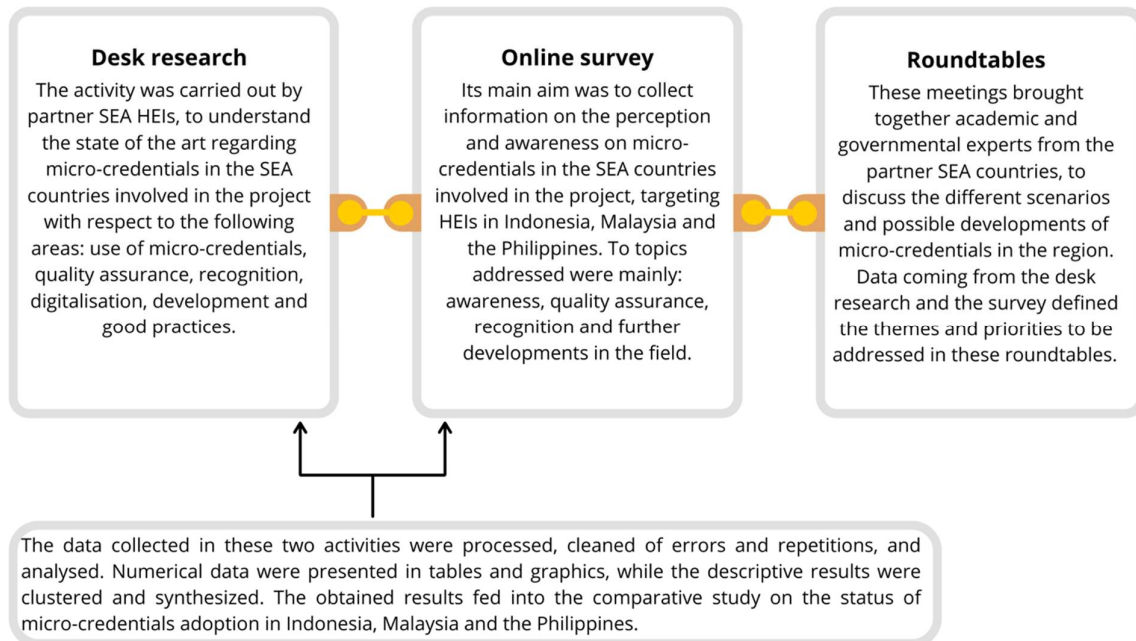 Desk research
The activity was carried out by
partner SEA HEIs, to understand
the state of the art regarding
micro-credentials in the SEA
countries involved in the project
with respect to the following
areas: use of micro-credentials,
quality assurance, recognition,
digitalisation, development and
good practices.
Online survey
Its main aim was to collect
information on the perception
and awareness on micro-
credentials in the SEA countries
involved in the project, targeting
HEIs in Indonesia, Malaysia and
the Philippines. To topics
addressed were mainly:
awareness, quality assurance,
recognition and further
developments in the field.
Roundtables
These meetings brought
together academic and
governmental experts from the
partner SEA countries, to
discuss the different scenarios
and possible developments of
micro-credentials in the region.
Data coming from the desk
research and the survey defined
the themes and priorities to be
addressed in these roundtables.
The data collected in these two activities were processed, cleaned of errors and repetitions, and
analysed. Numerical data were presented in tables and graphics, while the descriptive results were
clustered and synthesized. The obtained results fed into the comparative study on the status of
micro-credentials adoption in Indonesia, Malaysia and the Philippines.